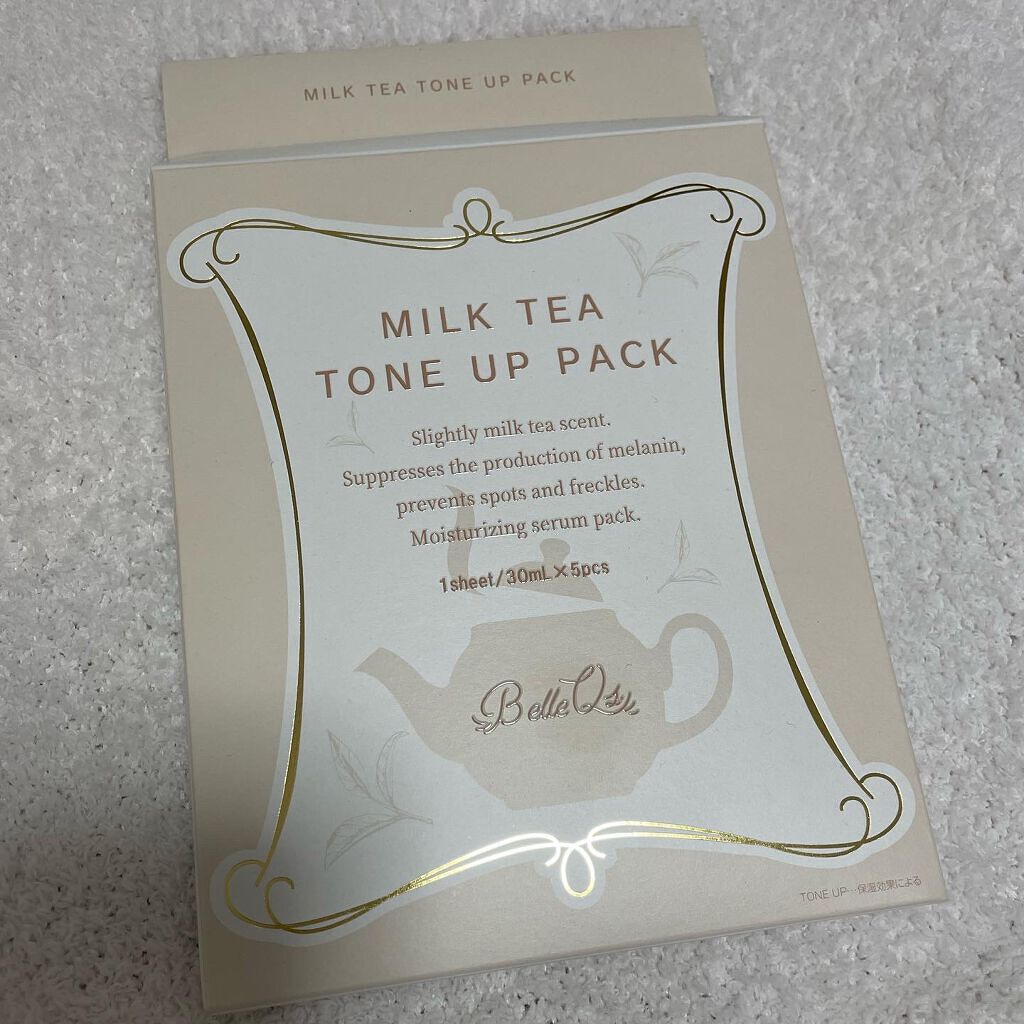 MILK TEA TONE UP PACK
MILK TEA
TONE UP PACK
Slightly milk tea scent.
Suppresses the production of melanin,
prevents spots and freckles.
Moisturizing serum pack.
1sheet/30mL×5pcs
Belle Qs
TONE UP…保湿効果による